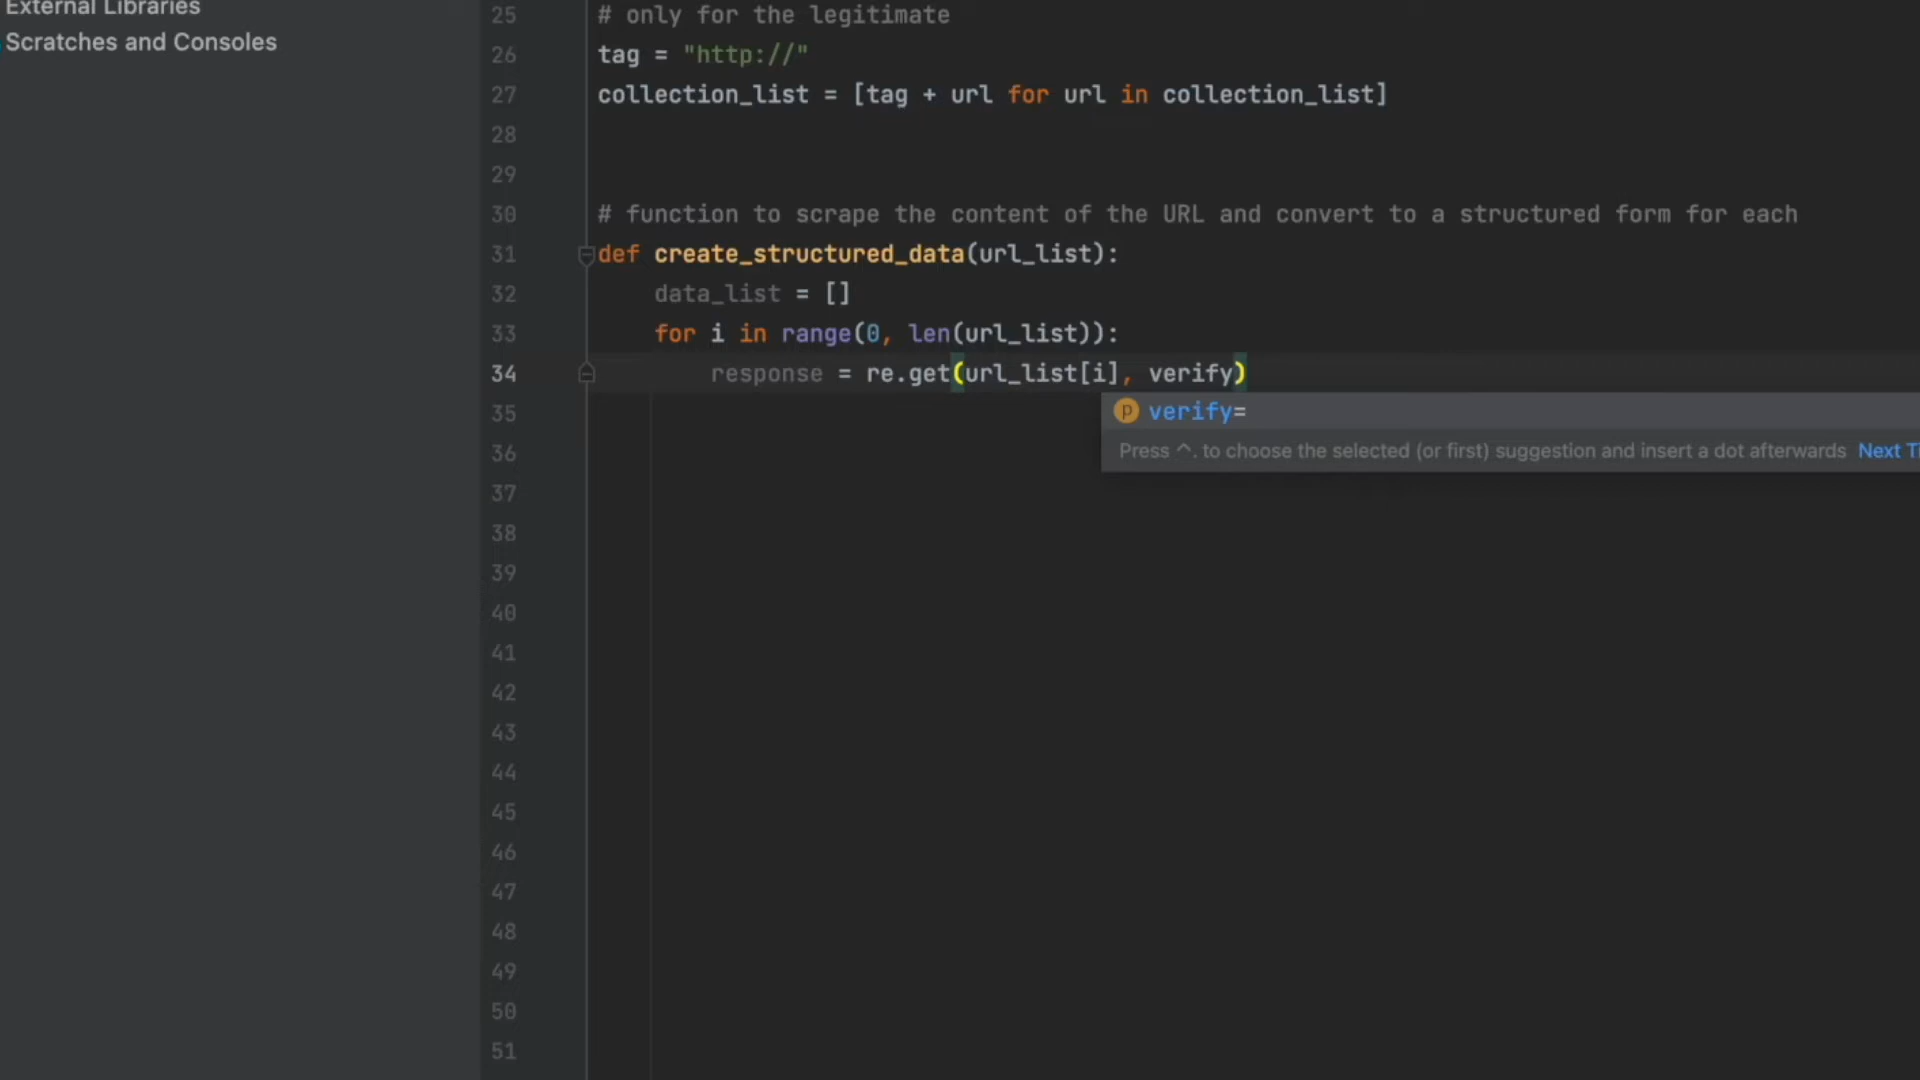 External Libraries
Scratches and Consoles
25 # only for the legitimate
26 tag = "http://"
27 collection_list = [tag + url for url in collection_list]
28
29
30 # function to scrape the content of the URL and convert to a structured form for each
31 def create_structured_data(url_list):
32 data_list = []
33 for i in range(0, len(url_list)):
34 response = re.get(url_list[i], verify)
p verify=
35
Press ^. to choose the selected (or first) suggestion and insert a dot afterwards Next Ti
36
37
38
39
40
41
42
43
44
45
46
47
48
49
50
51